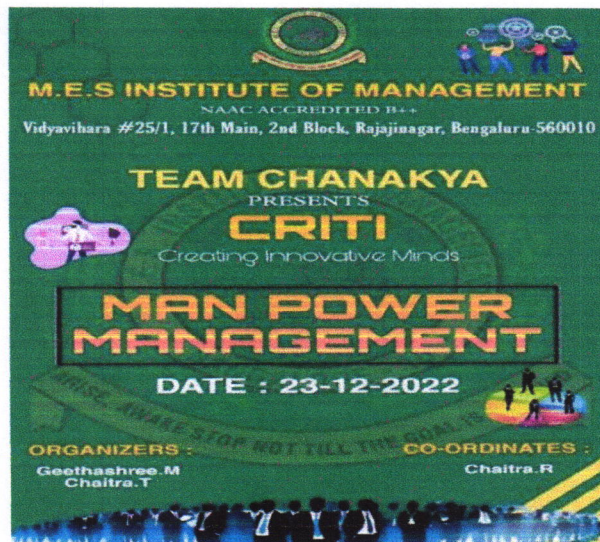 M.E.S INSTITUTE OF MANAGEMENT
NAAC ACCREDITED B++
Vidyavihara #25/1, 17th Main, 2nd Block, Rajajinagar, Bengaluru-560010
TEAM CHANAKYA
PRESENTS
CRITI
Creating Innovative Minds
MAN POWER
MANAGEMENT
DATE : 23-12-2022
ARISE, AWAKE STOP NOT TILL THE GOAL IS
ORGANIZERS :
Geethashree.M
Chaitra.T
CO-ORDINATES :
Chaitra.R